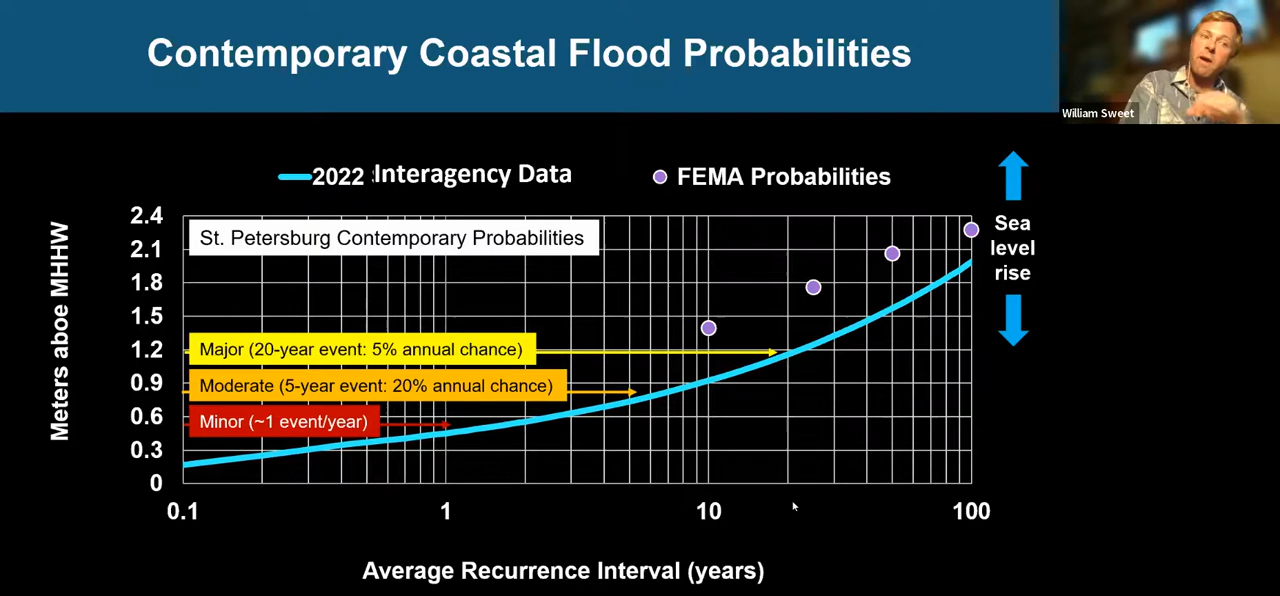 Contemporary Coastal Flood Probabilities
William Sweet
2022 Interagency Data
FEMA Probabilities
Sea
level
rise
Meters aboe MHHW
2.4
2.1
1.8
1.5
1.2
0.9
0.6
0.3
0
St. Petersburg Contemporary Probabilities
Major (20-year event: 5% annual chance)
Moderate (5-year event: 20% annual chance)
Minor (~1 event/year)
0.1
1
10
100
Average Recurrence Interval (years)